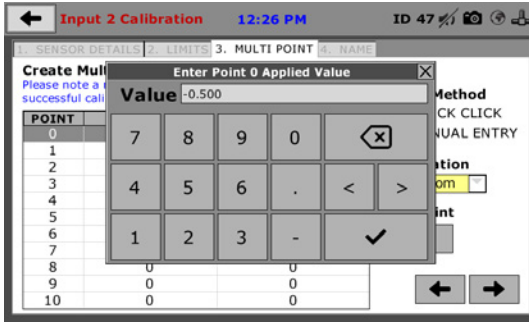 Input 2 Calibration 12:26 PM ID 47
1. SENSOR DETAILS 2. LIMITS 3. MULTI POINT 4. NAME
Create Mul
Enter Point 0 Applied Value
Please note a
successful cali
Value -0.500
Method
CK CLICK
NUAL ENTRY
POINT
0
1
2
3
4
5
6
7
8 0 0
9 0 0
10 0 0
7 8 9 0
4 5 6 . < >
1 2 3 -
ation
om
int